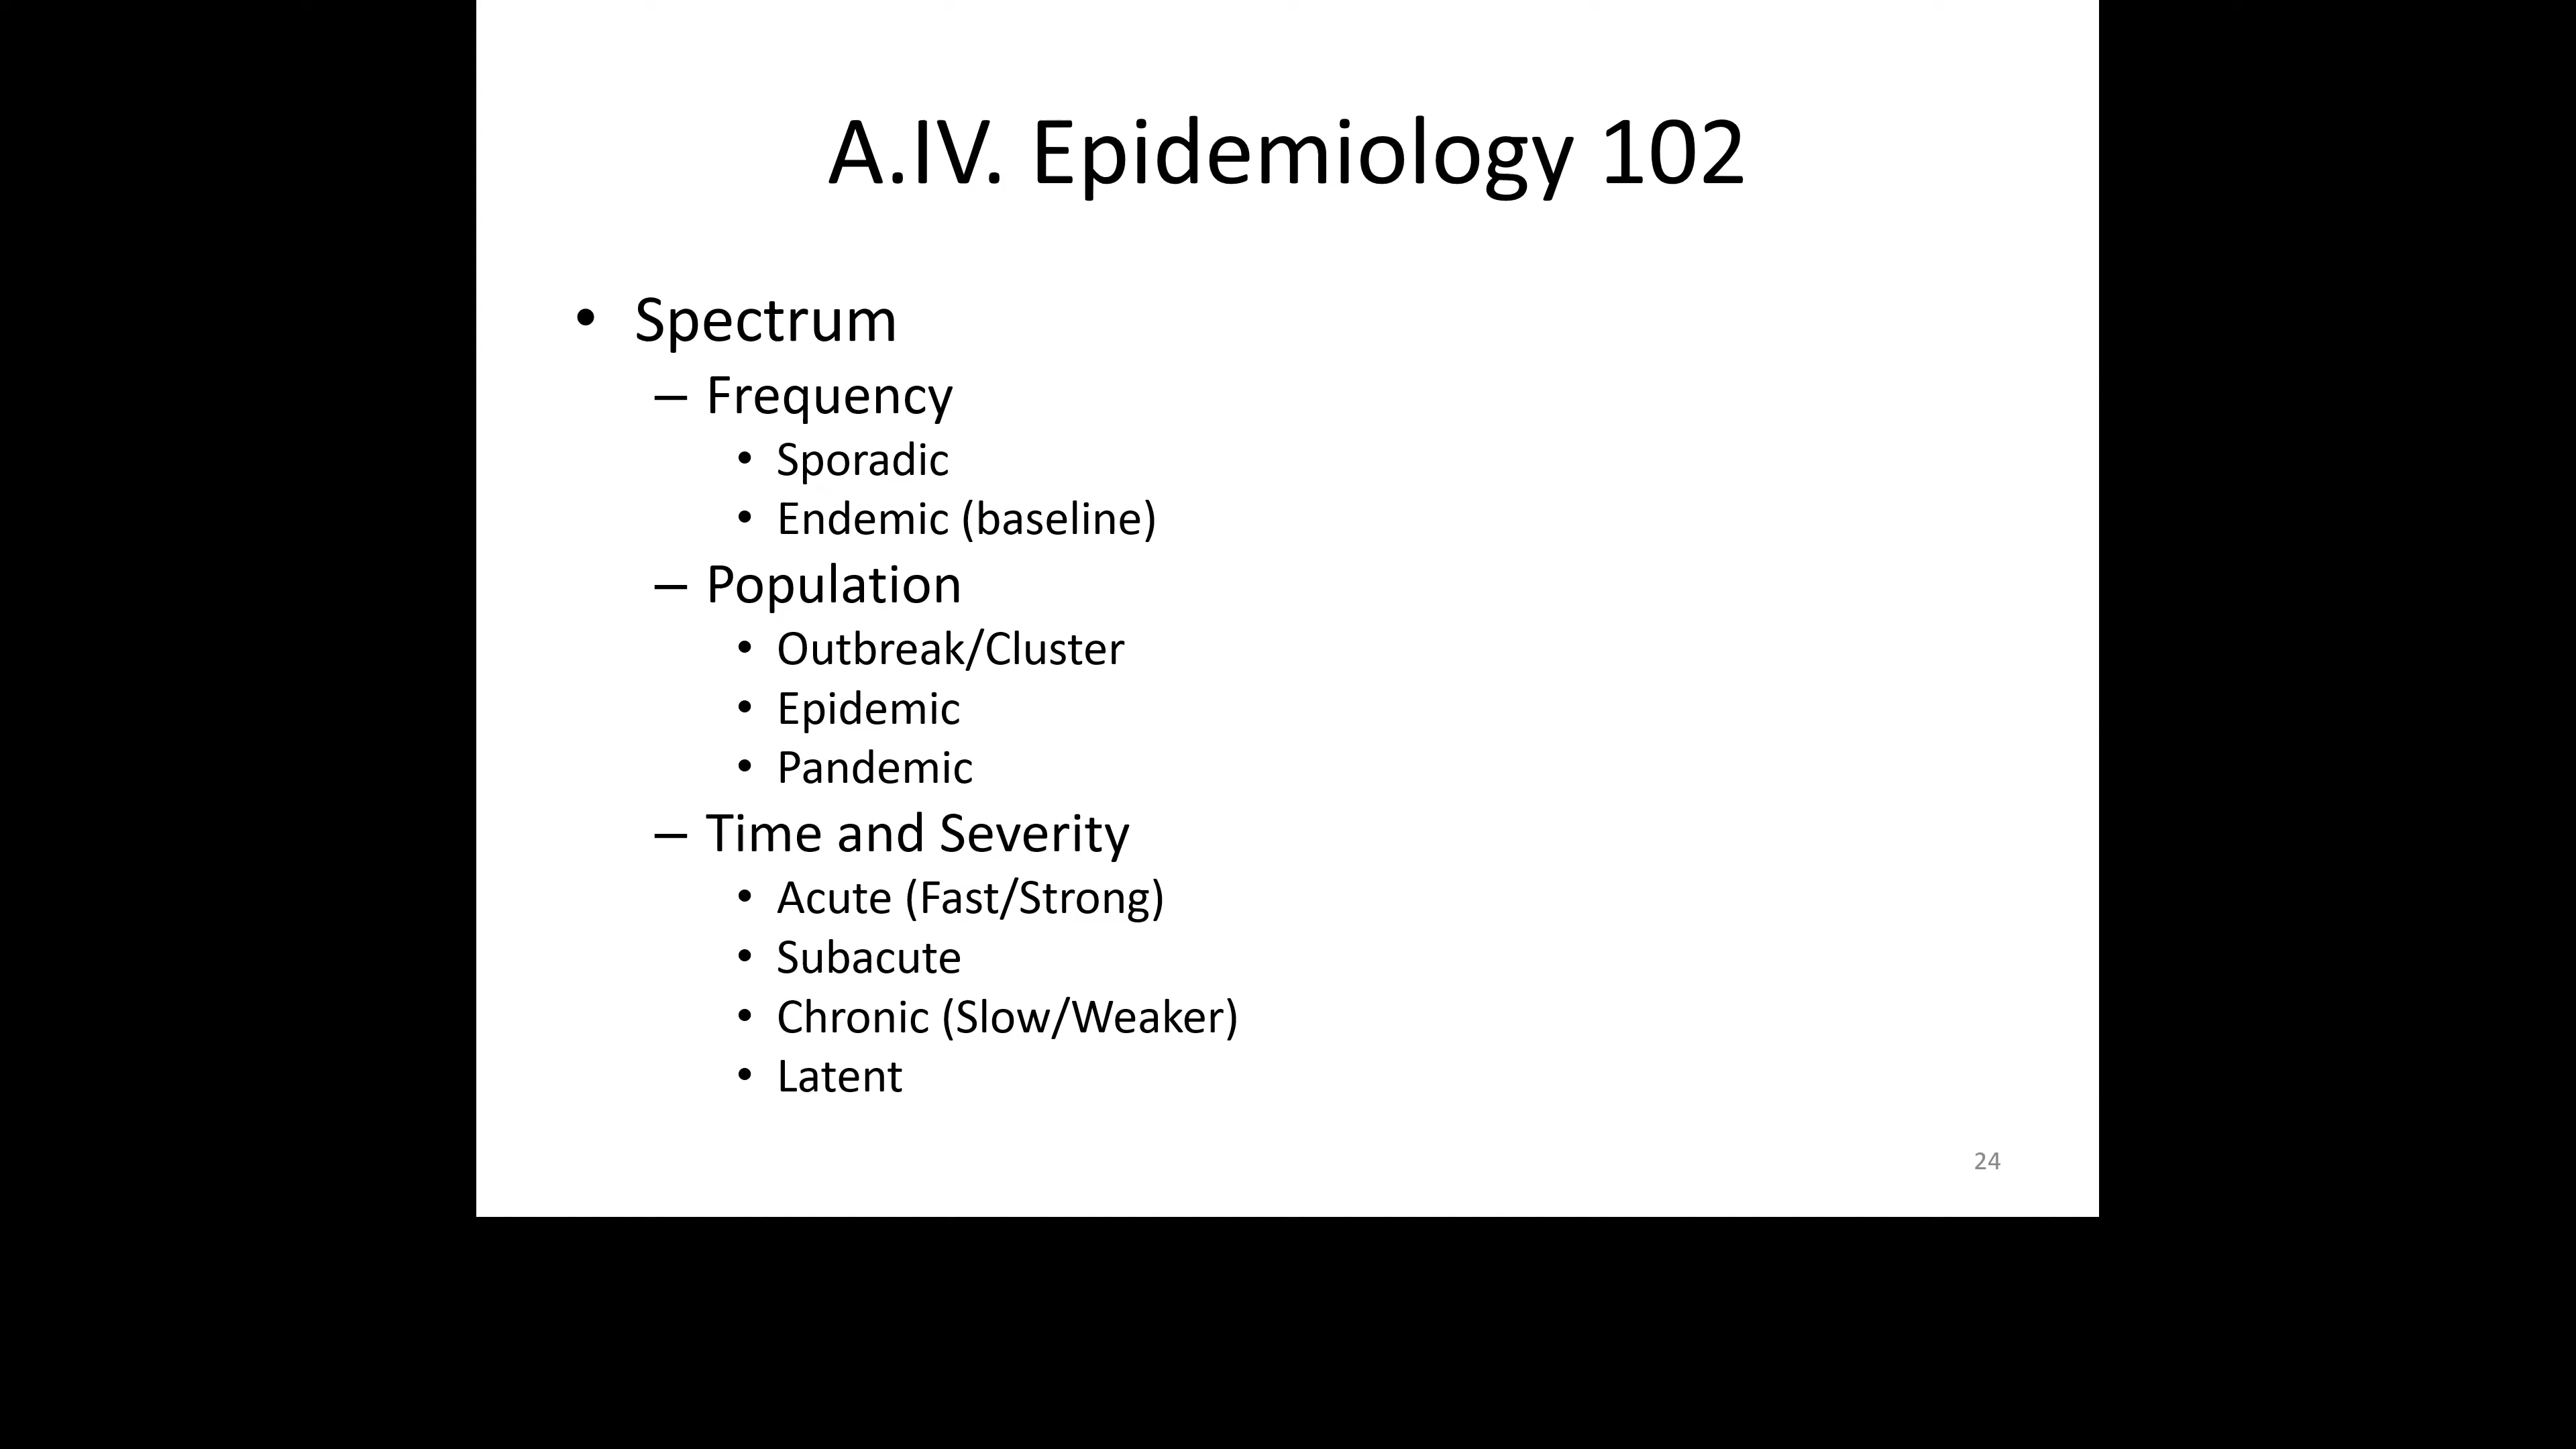 A.IV. Epidemiology 102
• Spectrum
– Frequency
• Sporadic
• Endemic (baseline)
– Population
• Outbreak/Cluster
• Epidemic
• Pandemic
– Time and Severity
• Acute (Fast/Strong)
• Subacute
• Chronic (Slow/Weaker)
• Latent
24